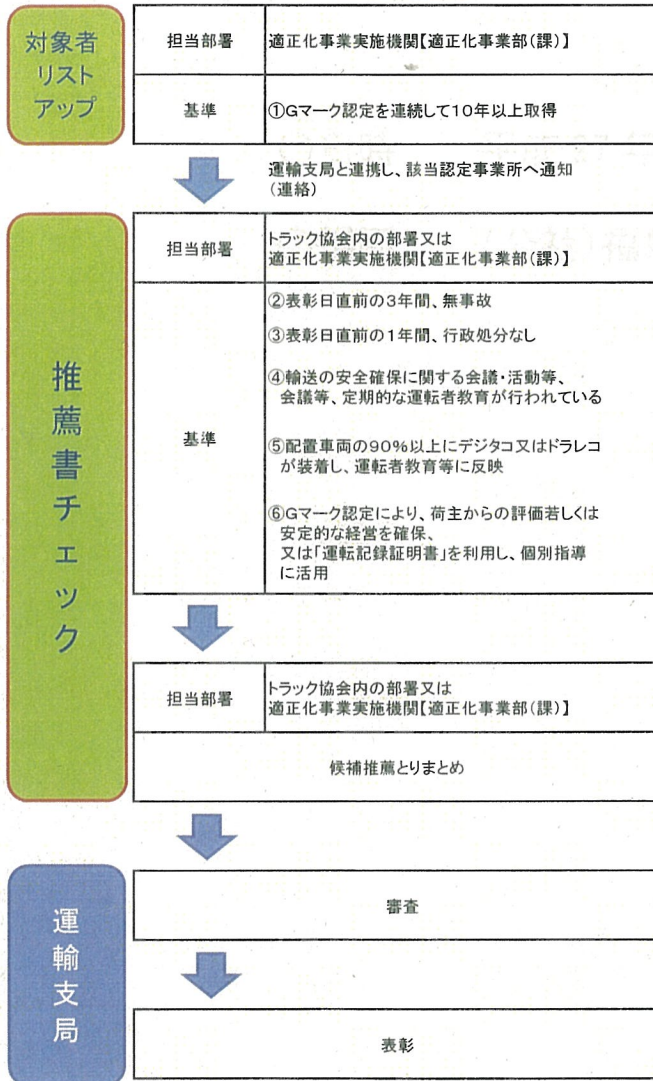 対象者
リスト
アップ
担当部署
適正化事業実施機関【適正化事業部(課)】
基準
①Gマーク認定を連続して10年以上取得
運輸支局と連携し、該当認定事業所へ通知
(連絡)
推薦書チェック
担当部署
トラック協会内の部署又は
適正化事業実施機関【適正化事業部(課)】
基準
②表彰日直前の3年間、無事故
③表彰日直前の1年間、行政処分なし
④輸送の安全確保に関する会議・活動等、
会議等、定期的な運転者教育が行われている
⑤配置車両の90%以上にデジタコ又はドラレコ
が装着し、運転者教育等に反映
⑥Gマーク認定により、荷主からの評価若しくは
安定的な経営を確保、
又は「運転記録証明書」を利用し、個別指導
に活用
担当部署
トラック協会内の部署又は
適正化事業実施機関【適正化事業部(課)】
候補推薦とりまとめ
運輸支局
審査
表彰